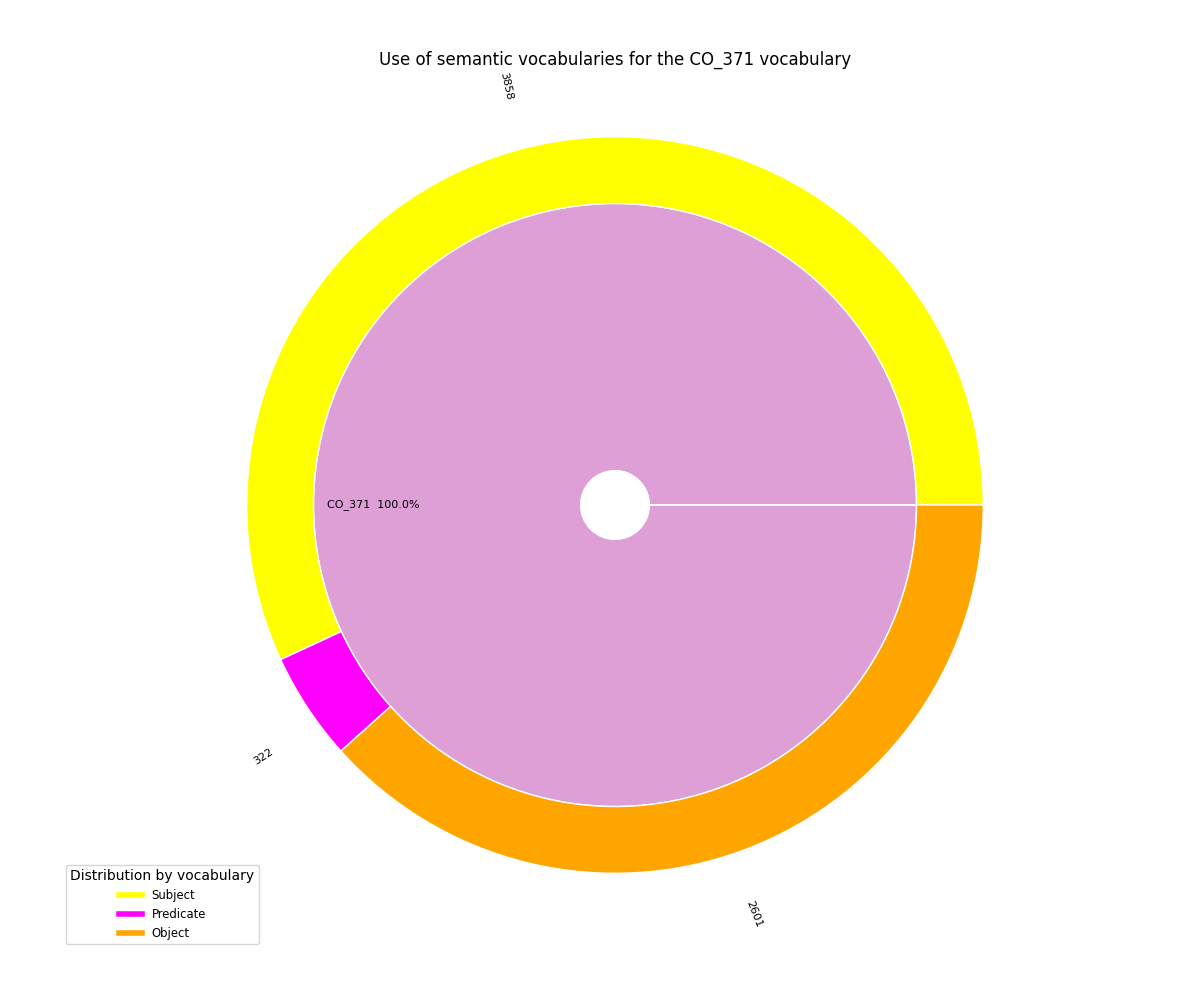 Use of semantic vocabularies for the CO_371 vocabulary
3858
CO_371  100.0%
322
2601
Distribution by vocabulary
Subject
Predicate
Object